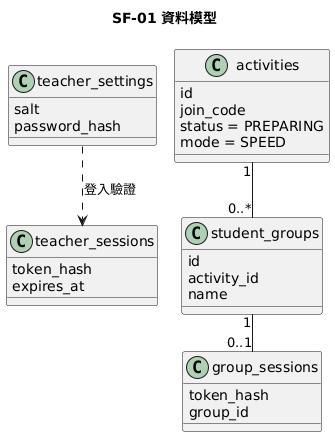 SF-01 資料模型
C teacher_settings
salt
password_hash
登入驗證
C teacher_sessions
token_hash
expires_at
C activities
id
join_code
status = PREPARING
mode = SPEED
1
0..*
C student_groups
id
activity_id
name
1
0..1
C group_sessions
token_hash
group_id